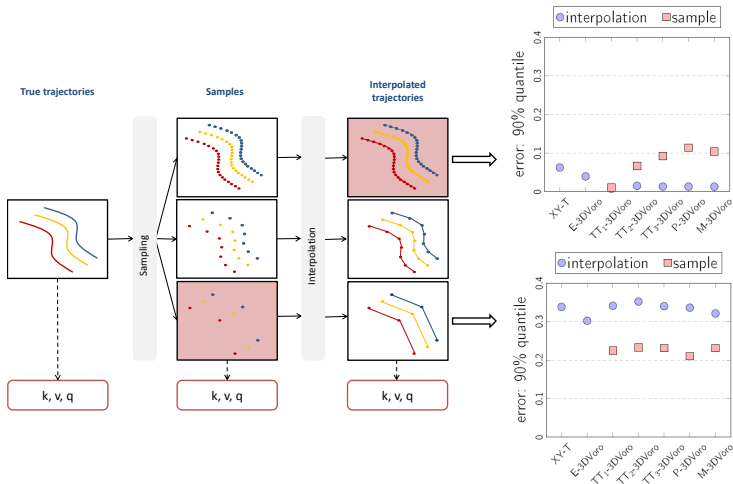 True trajectories
Samples
Interpolated
trajectories
Sampling
Interpolation
k, v, q
k, v, q
k, v, q
interpolation
sample
error: 90% quantile
0.4
0.3
0.2
0.1
0
XY-T
E-3DVoro
TT₁-3DVoro
TT₂-3DVoro
TT₃-3DVoro
P-3DVoro
M-3DVoro
interpolation
sample
error: 90% quantile
0.4
0.3
0.2
0.1
0
XY-T
E-3DVoro
TT₁-3DVoro
TT₂-3DVoro
TT₃-3DVoro
P-3DVoro
M-3DVoro